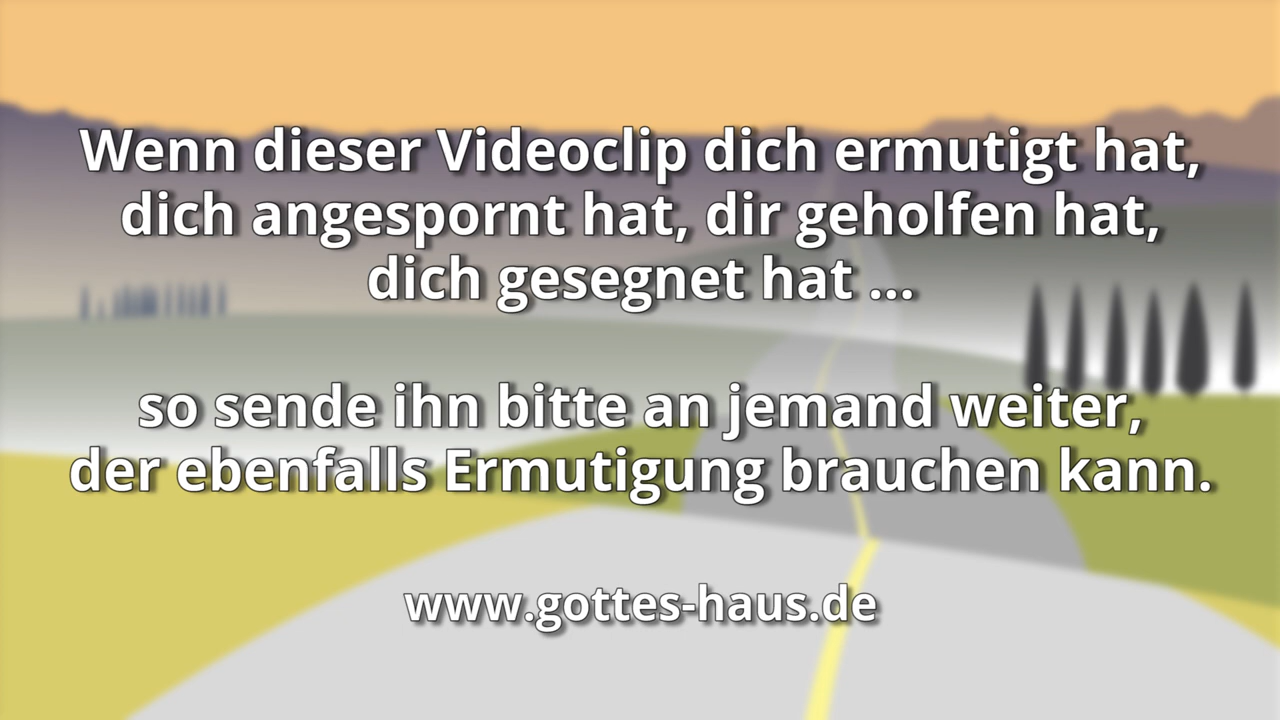 Wenn dieser Videoclip dich ermutigt hat,
dich angespornt hat, dir geholfen hat,
dich gesegnet hat ...
so sende ihn bitte an jemand weiter,
der ebenfalls Ermutigung brauchen kann.
www.gottes-haus.de